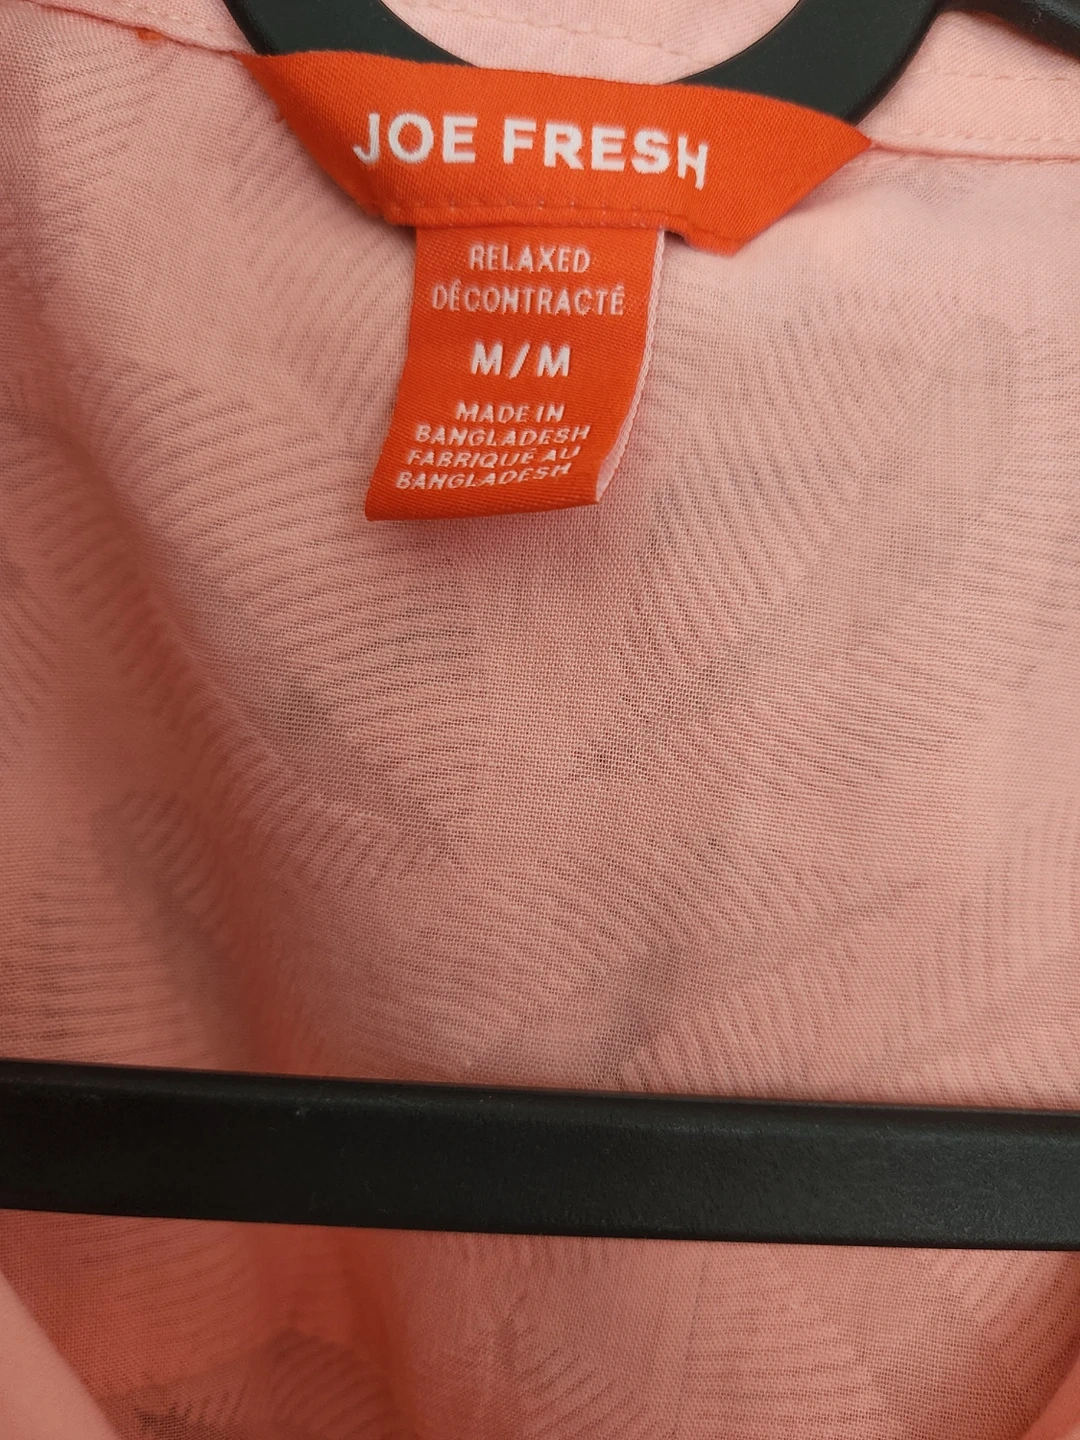 JOE FRESH
RELAXED
DÉCONTRACTÉ
M/M
MADE IN
BANGLADESH
FABRIQUÉ AU
BANGLADESH